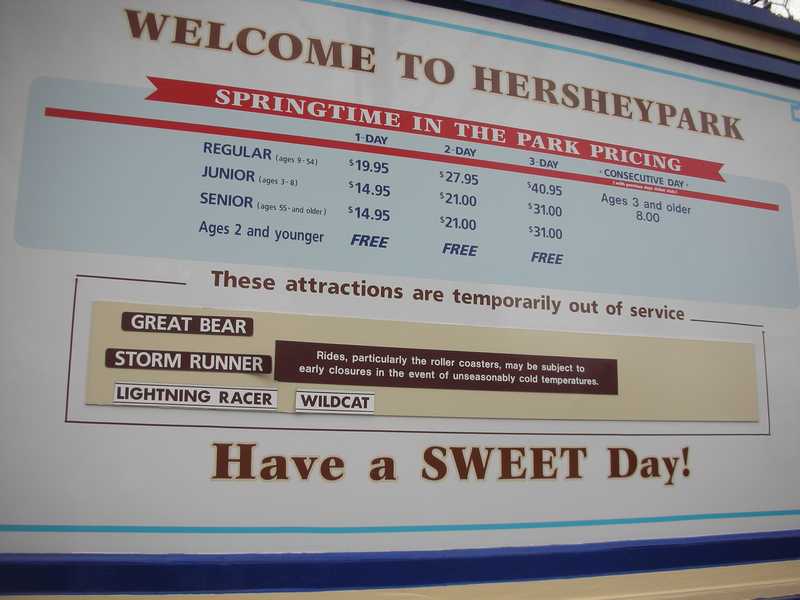 WELCOME TO HERSHEYPARK
SPRINGTIME IN THE PARK PRICING
1-DAY 2-DAY 3-DAY CONSECUTIVE DAY
REGULAR (ages 9-54) $19.95 $27.95 $40.95 Ages 3 and older
JUNIOR (ages 3-8) $14.95 $21.00 $31.00 8.00
SENIOR (ages 55-and older) $14.95 $21.00 $31.00
Ages 2 and younger FREE FREE FREE
These attractions are temporarily out of service
GREAT BEAR
STORM RUNNER
Rides, particularly the roller coasters, may be subject to
early closures in the event of unseasonably cold temperatures.
LIGHTNING RACER WILDCAT
Have a SWEET Day!